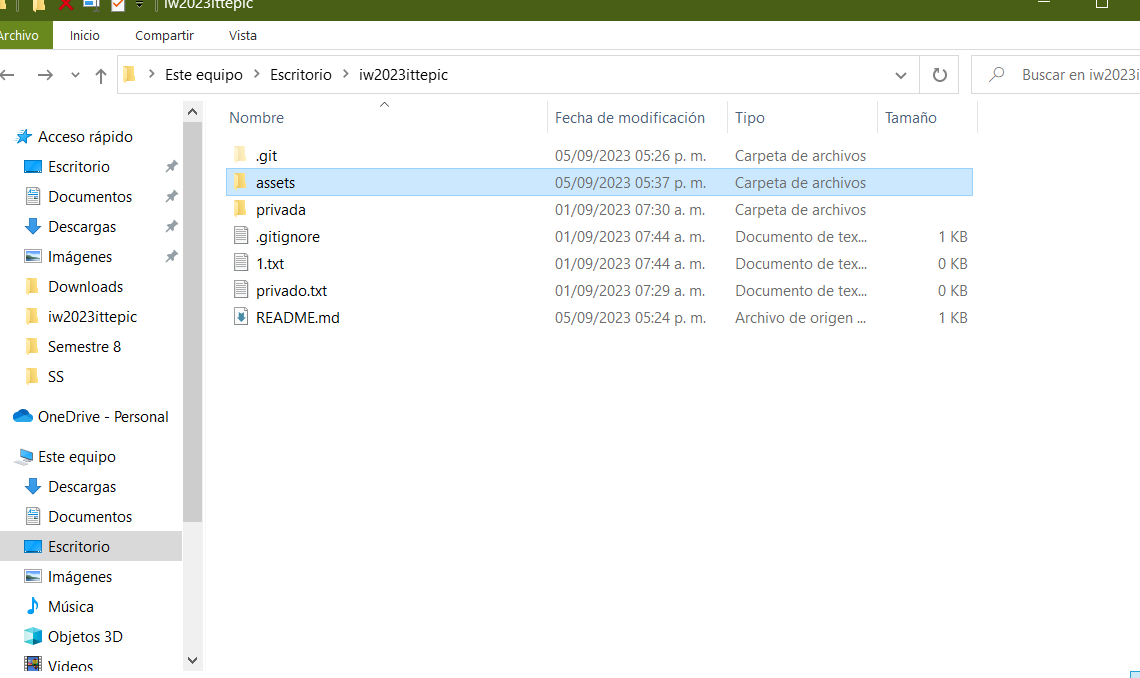 iw2023ittepic
Archivo Inicio Compartir Vista
Este equipo Escritorio iw2023ittepic Buscar en iw2023i
Nombre Fecha de modificación Tipo Tamaño
.git 05/09/2023 05:26 p. m. Carpeta de archivos
assets 05/09/2023 05:37 p. m. Carpeta de archivos
privada 01/09/2023 07:30 a. m. Carpeta de archivos
.gitignore 01/09/2023 07:44 a. m. Documento de tex... 1 KB
1.txt 01/09/2023 07:44 a. m. Documento de tex... 0 KB
privado.txt 01/09/2023 07:29 a. m. Documento de tex... 0 KB
README.md 05/09/2023 05:24 p. m. Archivo de origen ... 1 KB
Acceso rápido
Escritorio
Documentos
Descargas
Imágenes
Downloads
iw2023ittepic
Semestre 8
SS
OneDrive - Personal
Este equipo
Descargas
Documentos
Escritorio
Imágenes
Música
Objetos 3D
Videos